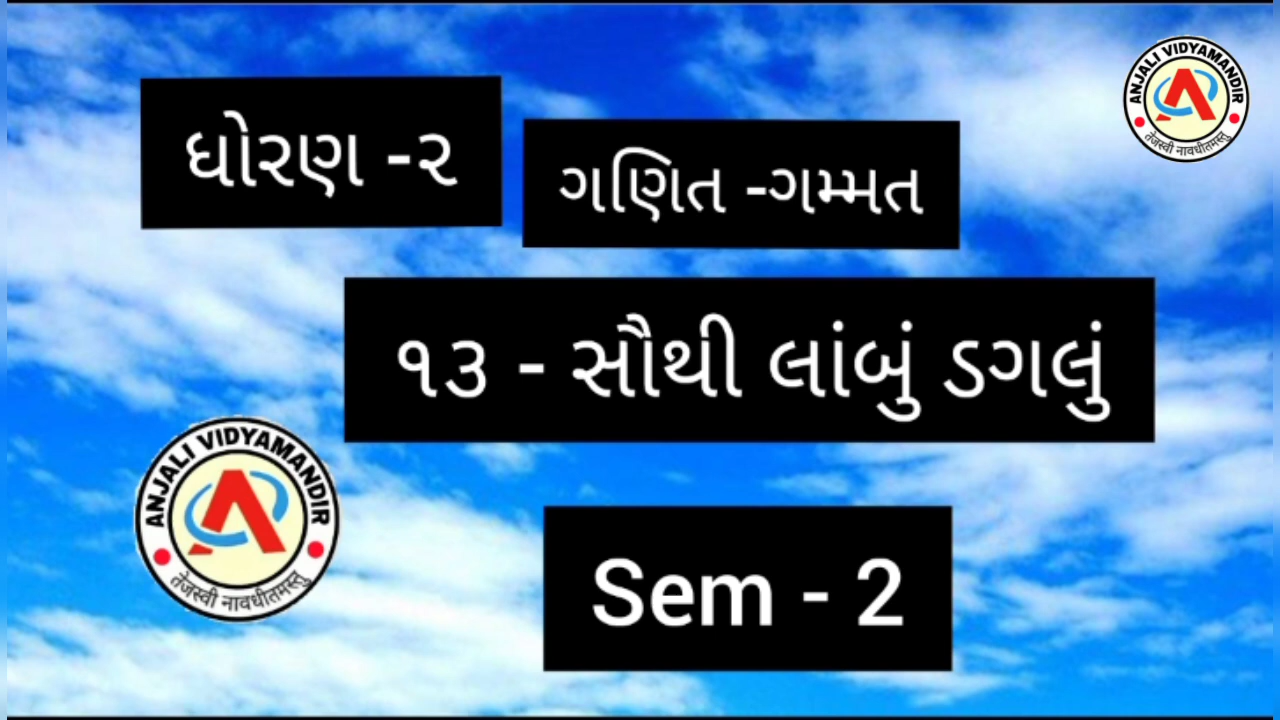 ધોરણ -૨
ગણિત -ગમ્મત
૧૩ - સૌથી લાંબું ડગલું
Sem - 2
ANJALI VIDYAMANDIR
તેજસ્વી નાવધીતમસ્તુ
ANJALI VIDYAMANDIR
તેજસ્વી નાવધીતમસ્તુ